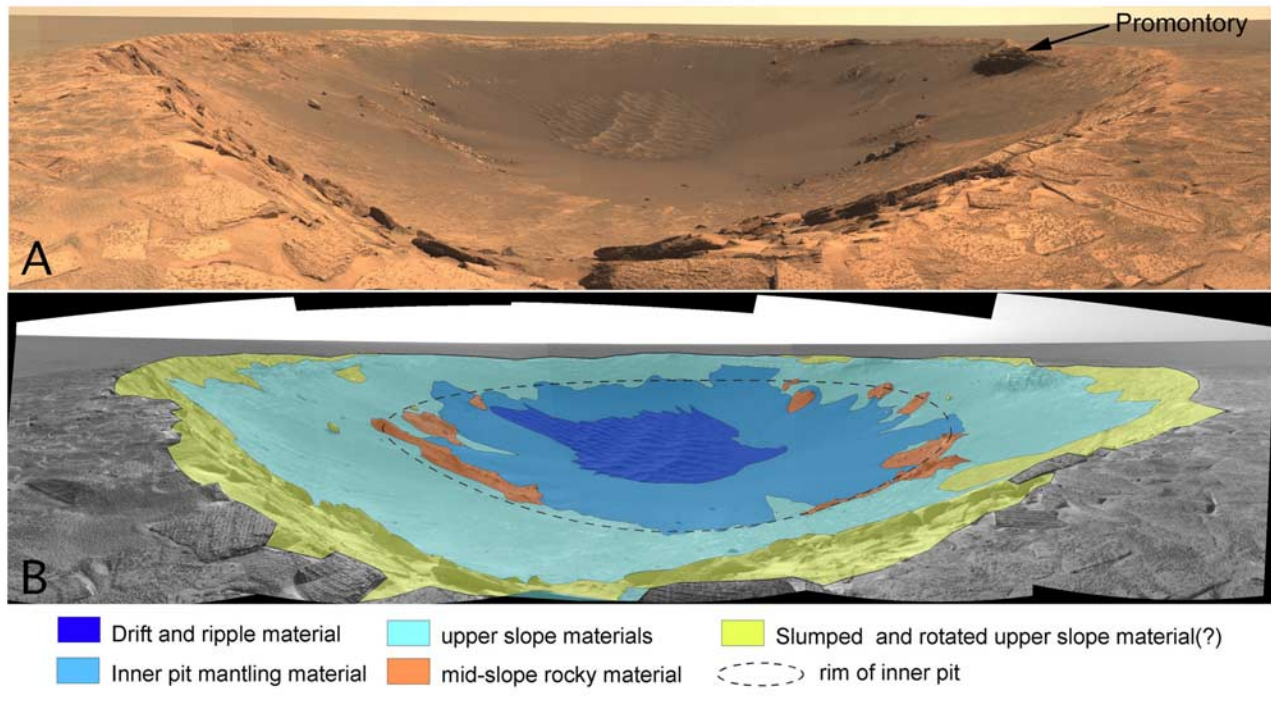 Promontory
A
B
Drift and ripple material
upper slope materials
Slumped and rotated upper slope material(?)
Inner pit mantling material
mid-slope rocky material
rim of inner pit